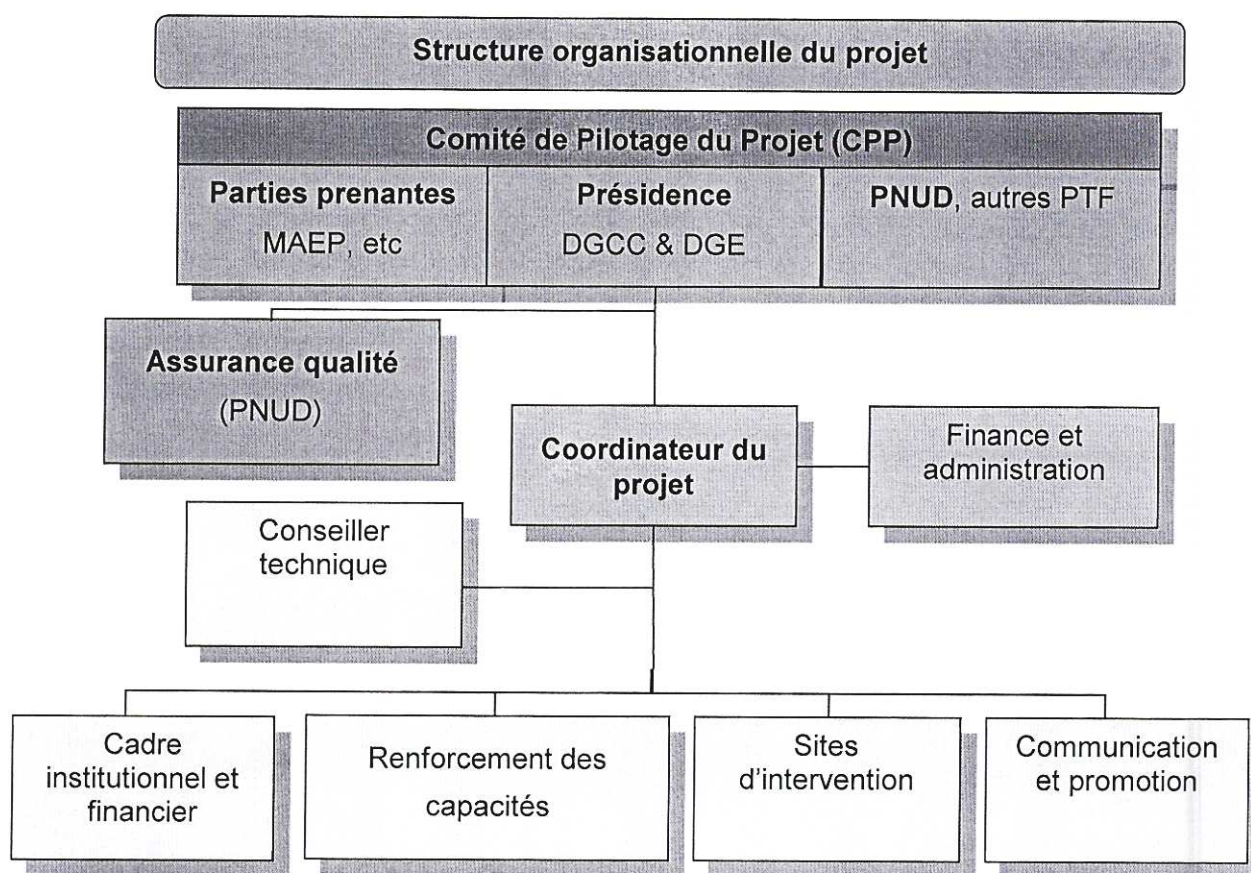 Structure organisationnelle du projet
Comité de Pilotage du Projet (CPP)
Parties prenantes
MAEP, etc
Présidence
DGCC & DGE
PNUD, autres PTF
Assurance qualité
(PNUD)
Coordinateur du
projet
Finance et
administration
Conseiller
technique
Cadre
institutionnel et
financier
Renforcement des
capacités
Sites
d'intervention
Communication
et promotion